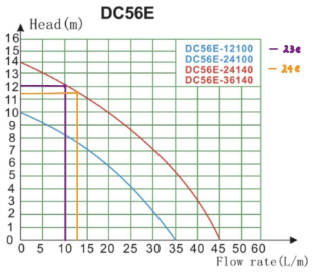 DC56E
Head(m)
16
15
14
13
12
11
10
9
8
7
6
5
4
3
2
1
0
DC56E-12100
DC56E-24100
DC56E-24140
DC56E-36140
23e
24e
0 5 10 15 20 25 30 35 40 45 50 60
Flow rate(L/m)